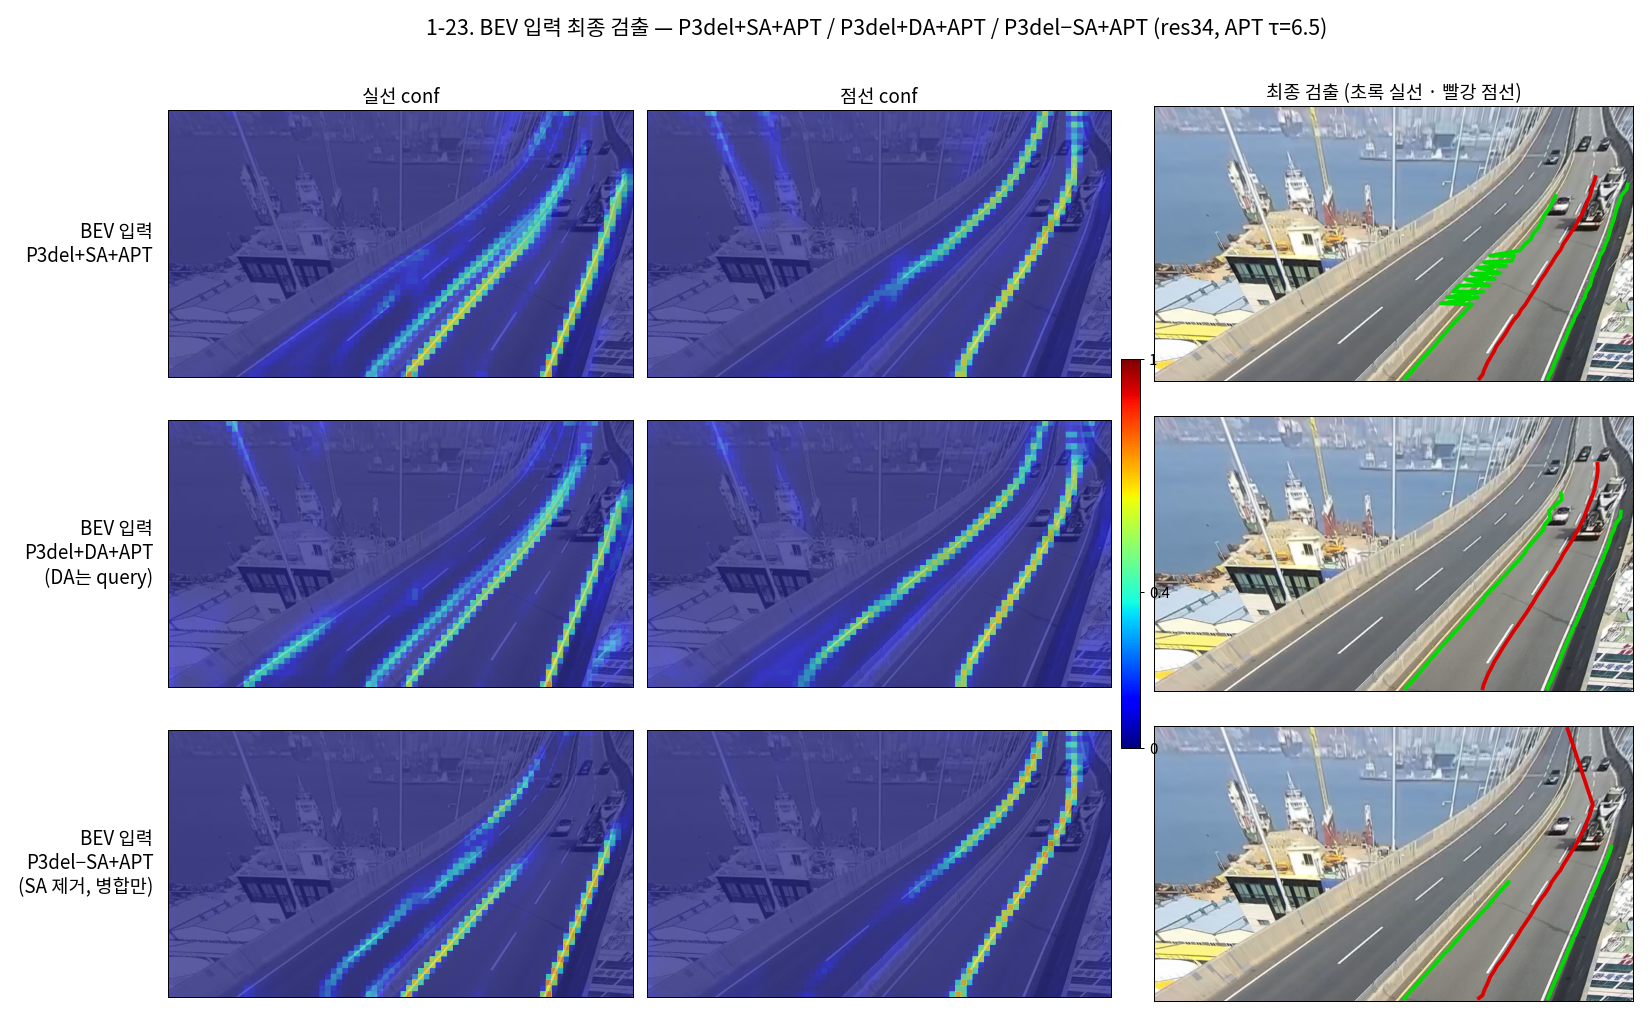 1-23. BEV 입력 최종 검출 — P3del+SA+APT / P3del+DA+APT / P3del−SA+APT (res34, APT τ=6.5)
실선 conf
점선 conf
최종 검출 (초록 실선 · 빨강 점선)
BEV 입력
P3del+SA+APT
1
BEV 입력
P3del+DA+APT
(DA는 query)
0.4
0
BEV 입력
P3del−SA+APT
(SA 제거, 병합만)